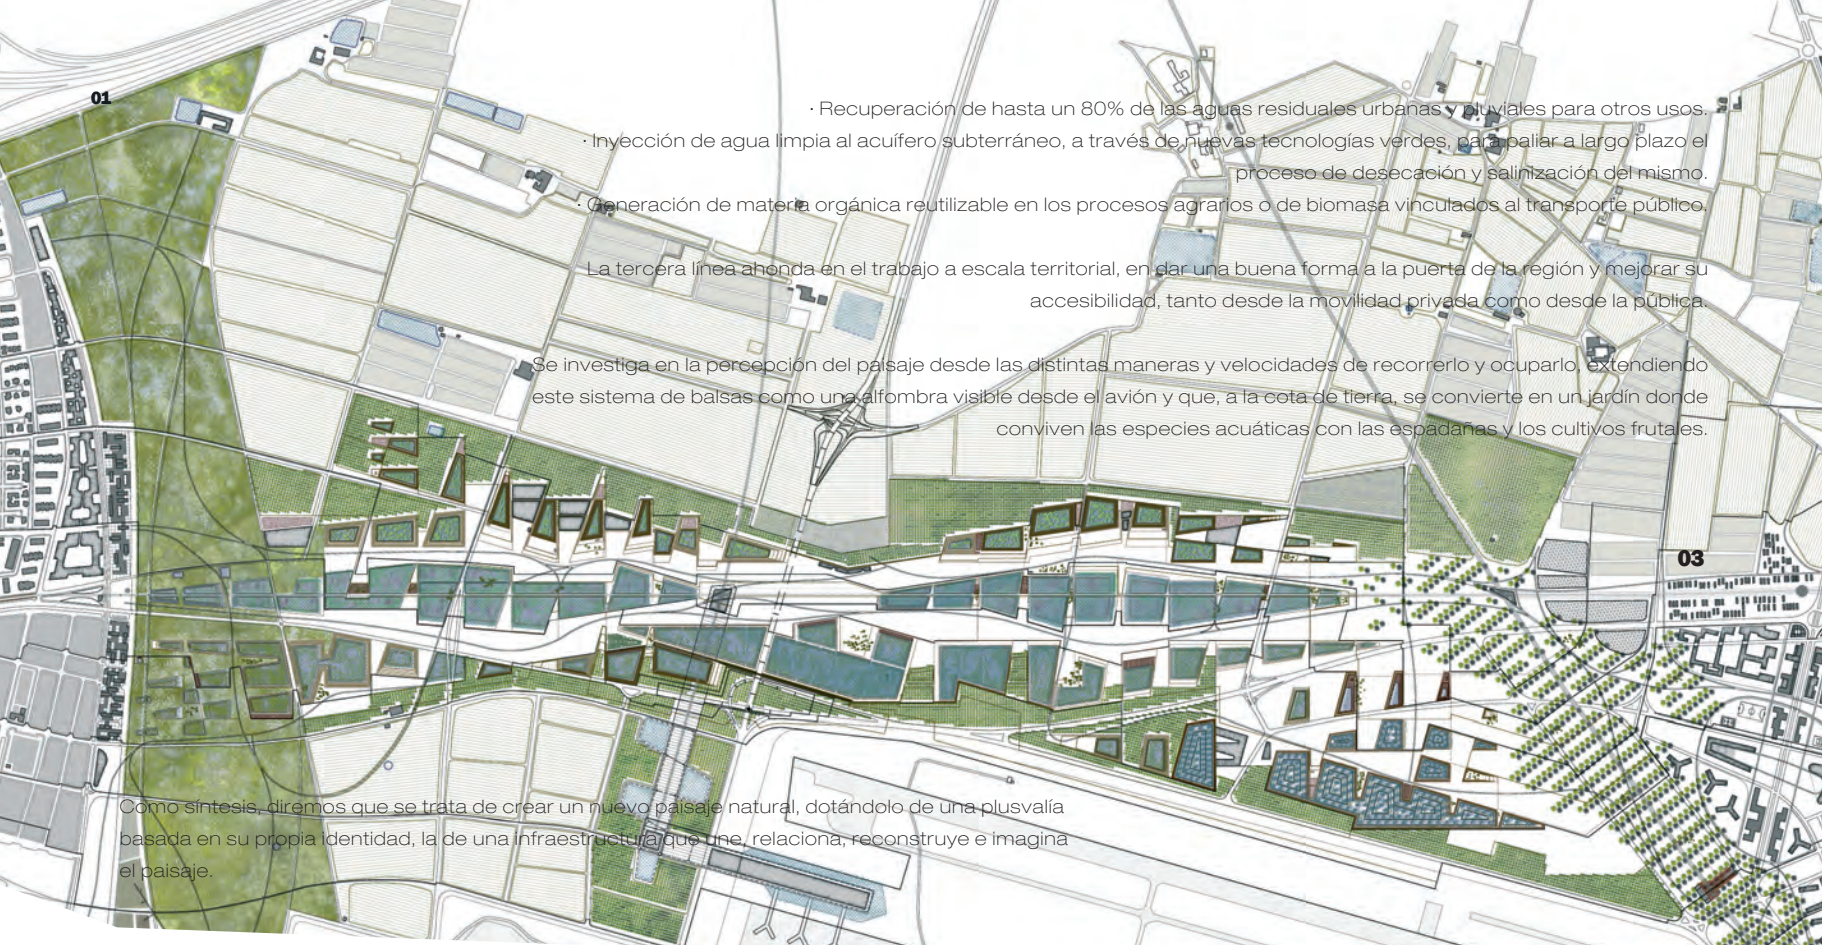 01
· Recuperación de hasta un 80% de las aguas residuales urbanas y pluviales para otros usos.
· Inyección de agua limpia al acuífero subterráneo, a través de nuevas tecnologías verdes, para paliar a largo plazo el
proceso de desecación y salinización del mismo.
· Generación de materia orgánica reutilizable en los procesos agrarios o de biomasa vinculados al transporte público.
La tercera línea ahonda en el trabajo a escala territorial, en dar una buena forma a la puerta de la región y mejorar su
accesibilidad, tanto desde la movilidad privada como desde la pública.
Se investiga en la percepción del paisaje desde las distintas maneras y velocidades de recorrerlo y ocuparlo, extendiendo
este sistema de balsas como una alfombra visible desde el avión y que, a la cota de tierra, se convierte en un jardín donde
conviven las especies acuáticas con las espadañas y los cultivos frutales.
03
Como síntesis, diremos que se trata de crear un nuevo paisaje natural, dotándolo de una plusvalía
basada en su propia identidad, la de una infraestructura que une, relaciona, reconstruye e imagina
el paisaje.